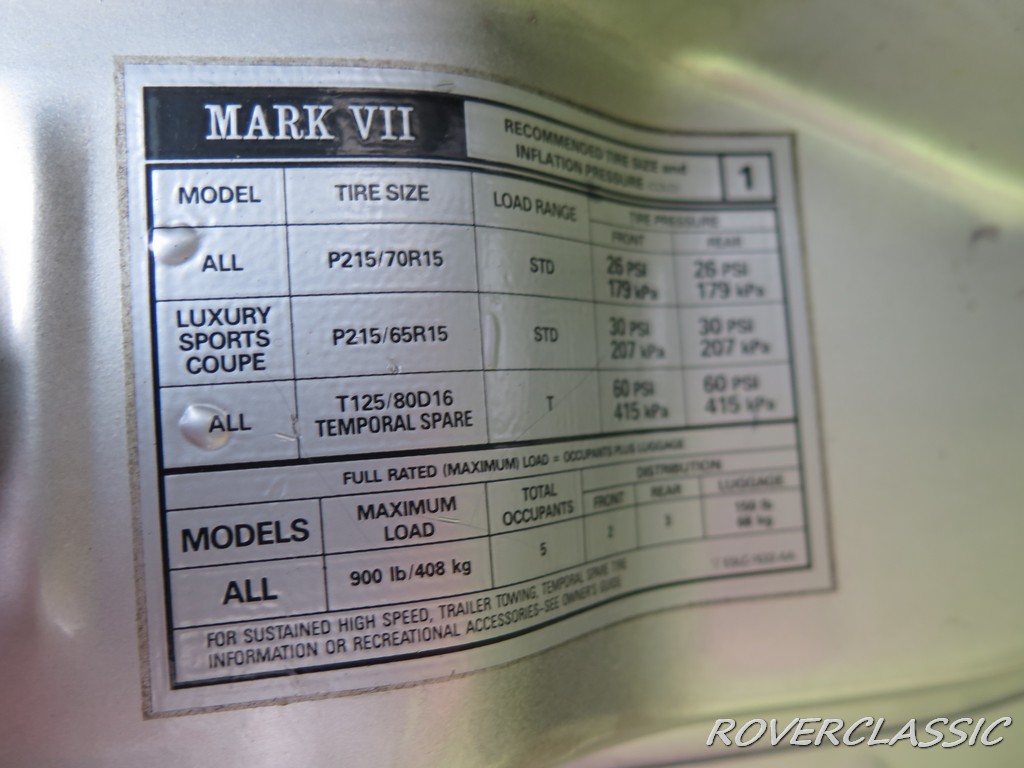 MARK VII
RECOMMENDED TIRE SIZE and
INFLATION PRESSURE
1
MODEL TIRE SIZE LOAD RANGE TIRE PRESSURE
FRONT REAR
ALL P215/70R15 STD 26 PSI 26 PSI
179 kPa 179 kPa
LUXURY
SPORTS
COUPE
P215/65R15 STD 30 PSI 30 PSI
207 kPa 207 kPa
ALL T125/80D16 T 60 PSI 60 PSI
TEMPORAL SPARE 415 kPa 415 kPa
FULL RATED (MAXIMUM) LOAD = OCCUPANTS PLUS LUGGAGE
MODELS MAXIMUM
LOAD
TOTAL
OCCUPANTS
DISTRIBUTION
FRONT REAR LUGGAGE
ALL 900 lb/408 kg 5 2 3 150 lb
68 kg
FOR SUSTAINED HIGH SPEED, TRAILER TOWING, TEMPORAL SPARE TIRE
INFORMATION OR RECREATIONAL ACCESSORIES-SEE OWNER'S GUIDE
ROVERCLASSIC